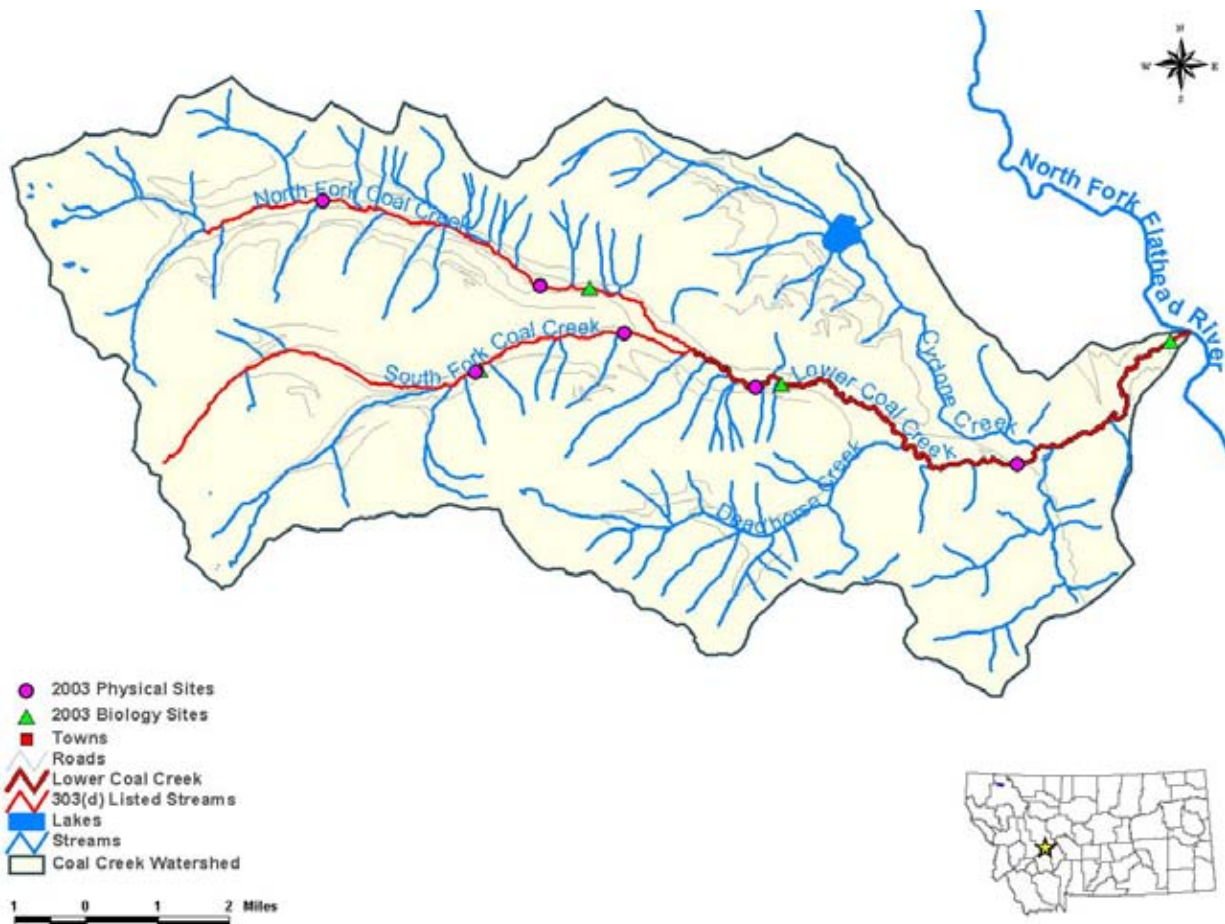 N
W E
S
North Fork Flathead River
North Fork Coal Creek
South Fork Coal Creek
Lower Coal Creek
Cyclone Creek
Deadhorse Creek
2003 Physical Sites
2003 Biology Sites
Towns
Roads
Lower Coal Creek
303(d) Listed Streams
Lakes
Streams
Coal Creek Watershed
1 0 1 2 Miles